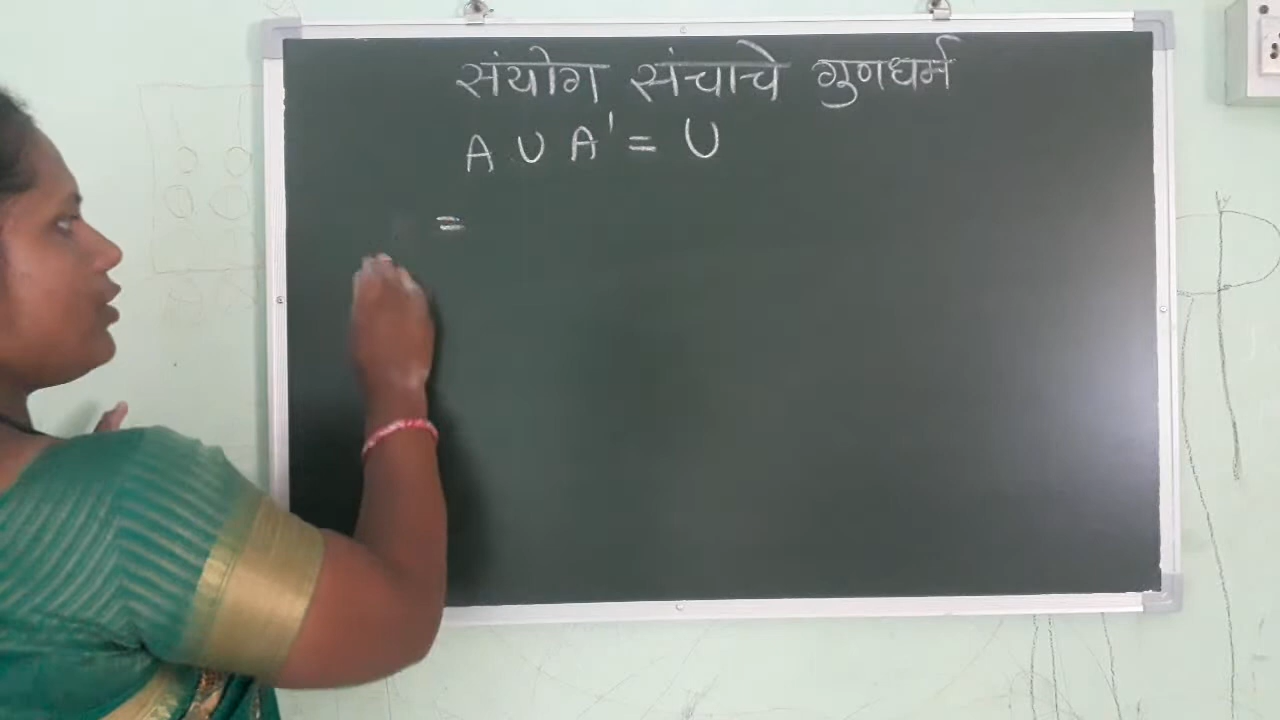 संयोग संचाचे गुणधर्म
A ∪ A' = U
=